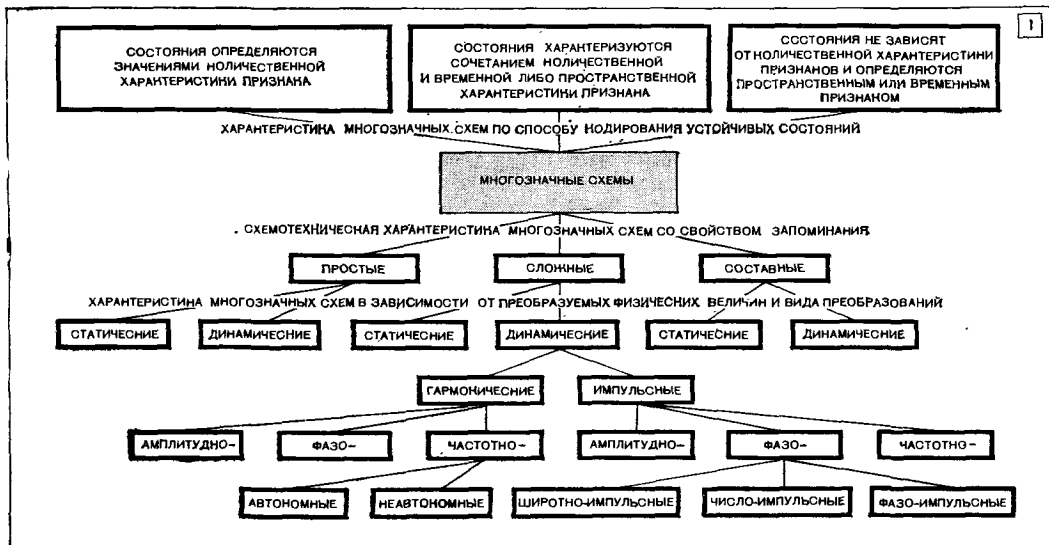 1
СОСТОЯНИЯ ОПРЕДЕЛЯЮТСЯ
ЗНАЧЕНИЯМИ КОЛИЧЕСТВЕННОЙ
ХАРАКТЕРИСТИКИ ПРИЗНАКА
СОСТОЯНИЯ ХАРАКТЕРИЗУЮТСЯ
СОЧЕТАНИЕМ КОЛИЧЕСТВЕННОЙ
И ВРЕМЕННОЙ ЛИБО ПРОСТРАНСТВЕННОЙ
ХАРАКТЕРИСТИКИ ПРИЗНАКА
СОСТОЯНИЯ НЕ ЗАВИСЯТ
ОТ КОЛИЧЕСТВЕННОЙ ХАРАКТЕРИСТИКИ
ПРИЗНАКОВ И ОПРЕДЕЛЯЮТСЯ
ПРОСТРАНСТВЕННЫМ ИЛИ ВРЕМЕННЫМ
ПРИЗНАКОМ
ХАРАКТЕРИСТИКА МНОГОЗНАЧНЫХ СХЕМ ПО СПОСОБУ КОДИРОВАНИЯ УСТОЙЧИВЫХ СОСТОЯНИЙ
МНОГОЗНАЧНЫЕ СХЕМЫ
СХЕМОТЕХНИЧЕСКАЯ ХАРАКТЕРИСТИКА МНОГОЗНАЧНЫХ СХЕМ СО СВОЙСТВОМ ЗАПОМИНАНИЯ
ПРОСТЫЕ
СЛОЖНЫЕ
СОСТАВНЫЕ
ХАРАКТЕРИСТИКА МНОГОЗНАЧНЫХ СХЕМ В ЗАВИСИМОСТИ ОТ ПРЕОБРАЗУЕМЫХ ФИЗИЧЕСКИХ ВЕЛИЧИН И ВИДА ПРЕОБРАЗОВАНИЙ
СТАТИЧЕСКИЕ
ДИНАМИЧЕСКИЕ
СТАТИЧЕСКИЕ
ДИНАМИЧЕСКИЕ
СТАТИЧЕСКИЕ
ДИНАМИЧЕСКИЕ
ГАРМОНИЧЕСКИЕ
ИМПУЛЬСНЫЕ
АМПЛИТУДНО-
ФАЗО-
ЧАСТОТНО-
АМПЛИТУДНО-
ФАЗО-
ЧАСТОТНО-
АВТОНОМНЫЕ
НЕАВТОНОМНЫЕ
ШИРОТНО-ИМПУЛЬСНЫЕ
ЧИСЛО-ИМПУЛЬСНЫЕ
ФАЗО-ИМПУЛЬСНЫЕ